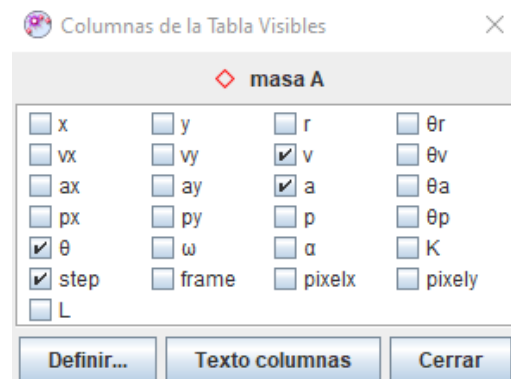 Columnas de la Tabla Visibles
masa A
x y r θr
vx vy v θv
ax ay a θa
px py p θp
θ ω α K
step frame pixelx pixely
L
Definir... Texto columnas Cerrar